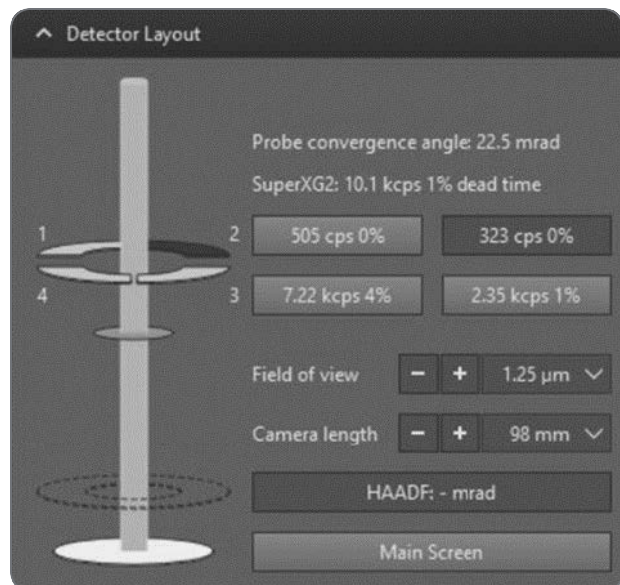 Detector Layout
Probe convergence angle: 22.5 mrad
SuperXG2: 10.1 kcps 1% dead time
1
2
505 cps 0%
323 cps 0%
4
3
7.22 kcps 4%
2.35 kcps 1%
Field of view − + 1.25 μm
Camera length − + 98 mm
HAADF: - mrad
Main Screen